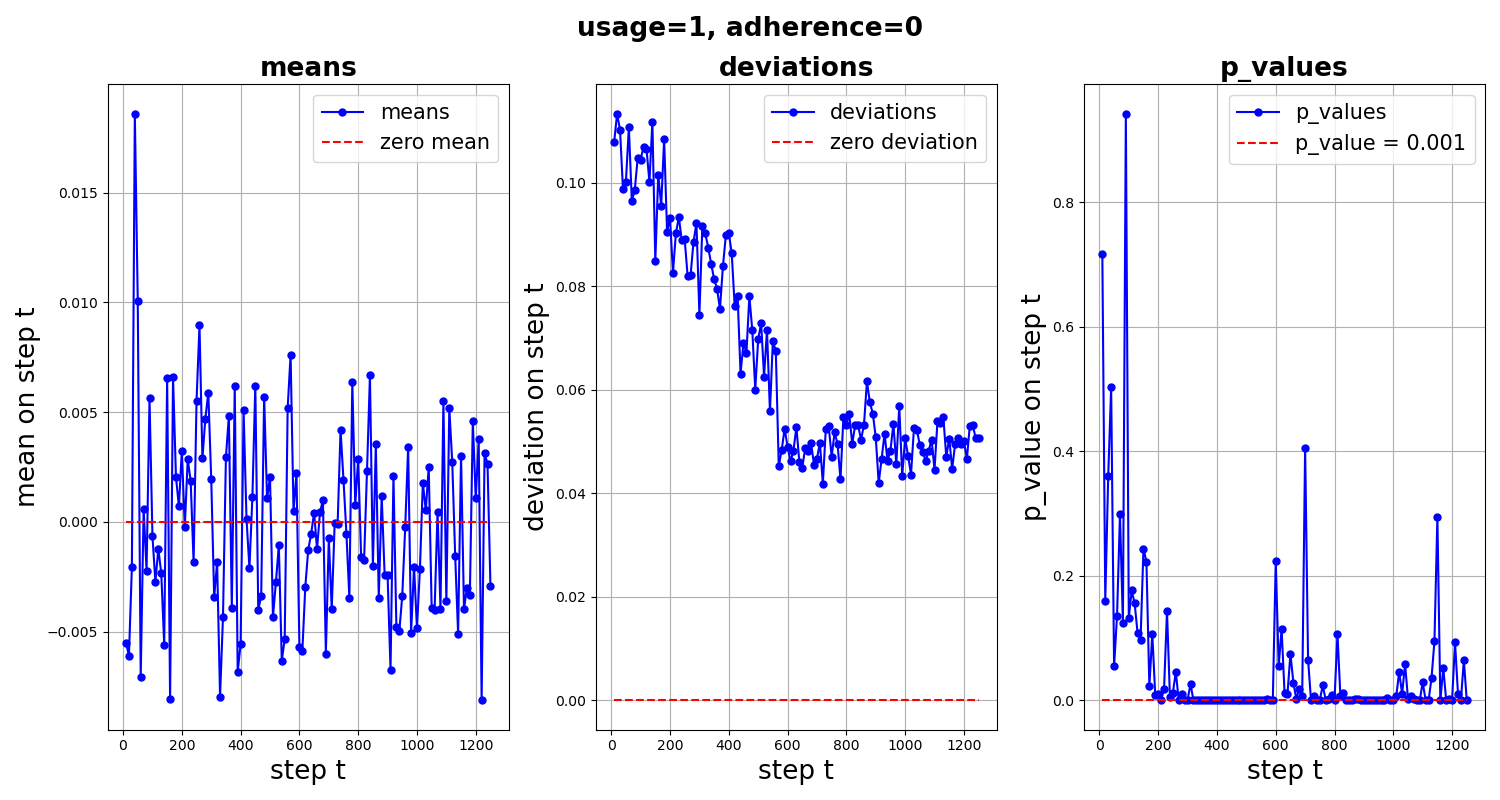 usage=1, adherence=0
means
means
zero mean
mean on step t
0.015
0.010
0.005
0.000
−0.005
0
200
400
600
800
1000
1200
step t
deviations
deviations
zero deviation
deviation on step t
0.10
0.08
0.06
0.04
0.02
0.00
0
200
400
600
800
1000
1200
step t
p_values
p_values
p_value = 0.001
p_value on step t
0.8
0.6
0.4
0.2
0.0
0
200
400
600
800
1000
1200
step t